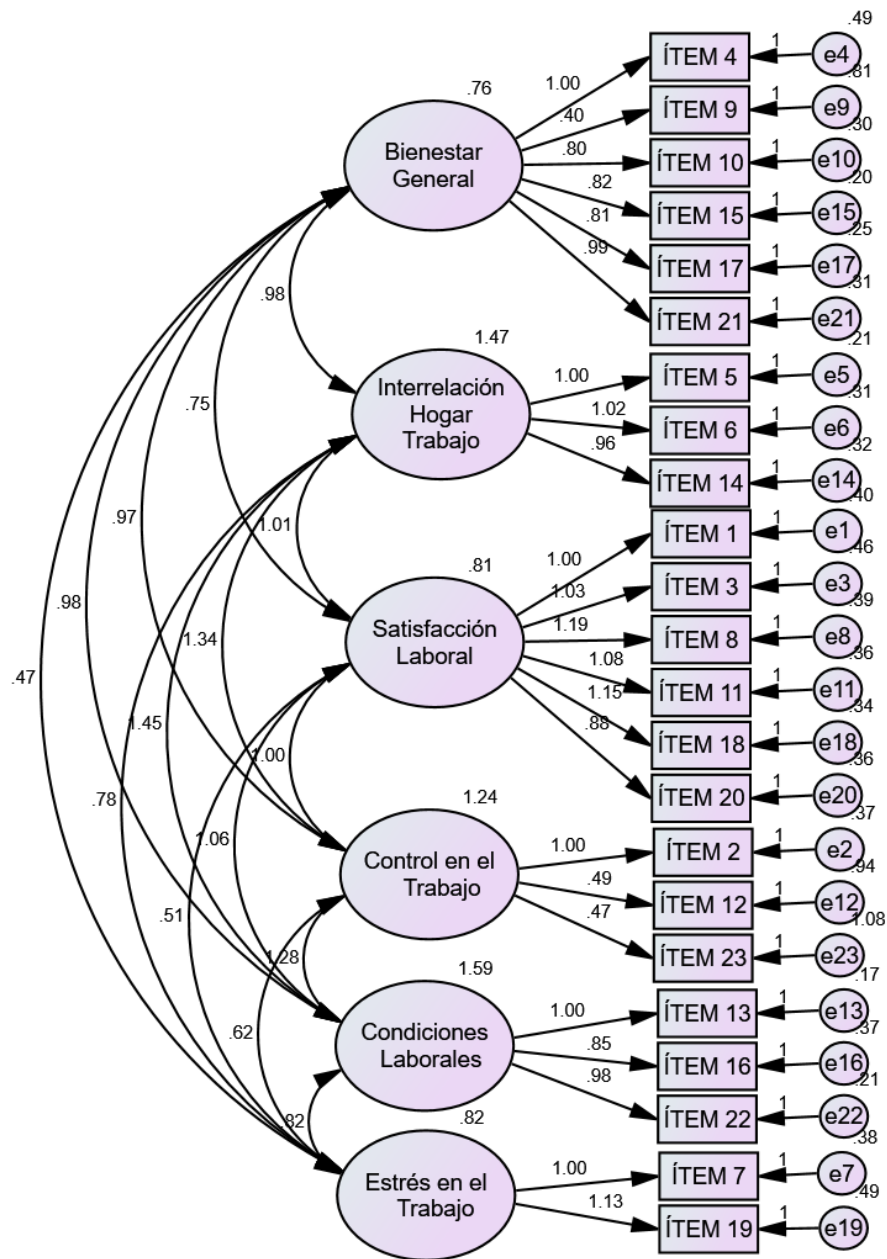 .49
ÍTEM 4
1
e4
.76
1.00
.81
ÍTEM 9
1
e9
.40
.30
Bienestar
General
.80
ÍTEM 10
1
e10
.20
.82
ÍTEM 15
1
e15
.25
.81
ÍTEM 17
1
e17
.31
.99
ÍTEM 21
1
e21
.21
.98
1.47
Interrelación
Hogar
Trabajo
1.00
ÍTEM 5
1
e5
.31
1.02
ÍTEM 6
1
e6
.32
.96
ÍTEM 14
1
e14
.40
.75
.97
1.01
.81
Satisfacción
Laboral
1.00
ÍTEM 1
1
e1
.46
1.03
ÍTEM 3
1
e3
.39
1.19
ÍTEM 8
1
e8
.36
1.08
ÍTEM 11
1
e11
.34
1.15
ÍTEM 18
1
e18
.36
.88
ÍTEM 20
1
e20
.37
.98
1.34
.47
1.45
1.00
.78
1.24
Control en el
Trabajo
1.00
ÍTEM 2
1
e2
.94
.49
ÍTEM 12
1
e12
1.08
.47
ÍTEM 23
1
e23
.17
1.06
.51
1.28
1.59
Condiciones
Laborales
1.00
ÍTEM 13
1
e13
.37
.85
ÍTEM 16
1
e16
.21
.98
ÍTEM 22
1
e22
.38
.62
.82
.82
Estrés en el
Trabajo
1.00
ÍTEM 7
1
e7
.49
1.13
ÍTEM 19
1
e19